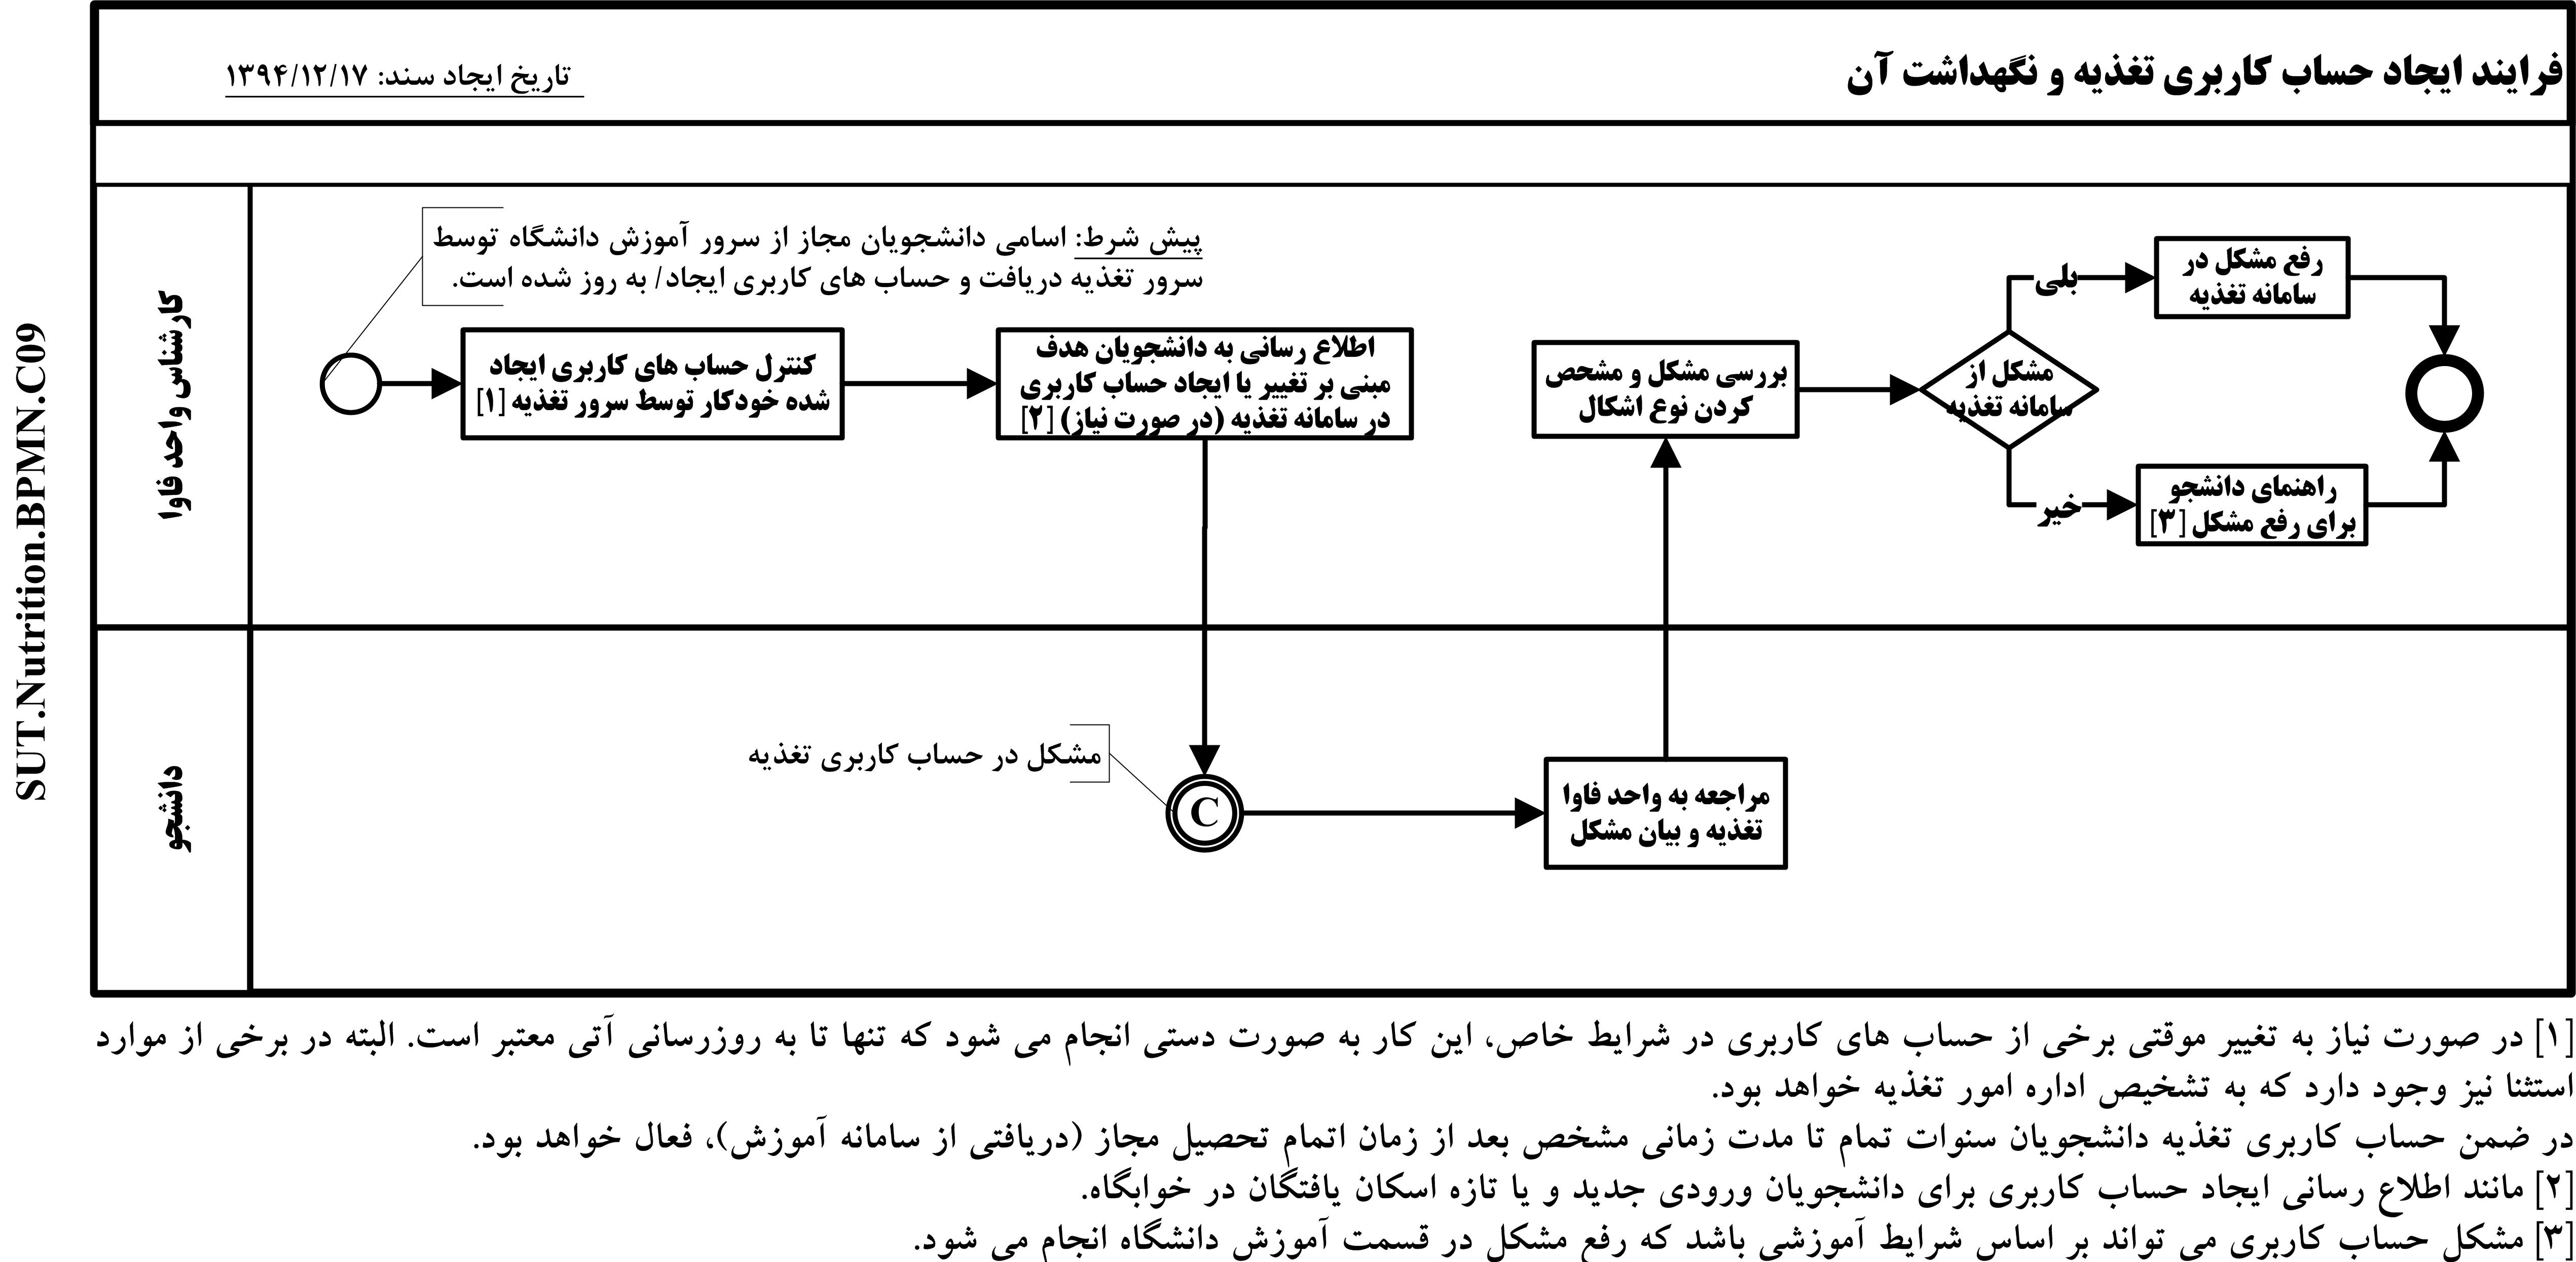 فرایند ایجاد حساب کاربری تغذیه و نگهداشت آن
تاریخ ایجاد سند: ۱۳۹۴/۱۲/۱۷
SUT.Nutrition.BPMN.C09
کارشناس واحد فاوا
پیش شرط: اسامی دانشجویان مجاز از سرور آموزش دانشگاه توسط
سرور تغذیه دریافت و حساب های کاربری ایجاد/ به روز شده است.
کنترل حساب های کاربری ایجاد
شده خودکار توسط سرور تغذیه [۱]
اطلاع رسانی به دانشجویان هدف
مبنی بر تغییر یا ایجاد حساب کاربری
در سامانه تغذیه (در صورت نیاز) [۲]
بررسی مشکل و مشحص
کردن نوع اشکال
مشکل از
سامانه تغذیه
بلی
رفع مشکل در
سامانه تغذیه
خیر
راهنمای دانشجو
برای رفع مشکل [۳]
دانشجو
مشکل در حساب کاربری تغذیه
C
مراجعه به واحد فاوا
تغذیه و بیان مشکل
[۱] در صورت نیاز به تغییر موقتی برخی از حساب های کاربری در شرایط خاص، این کار به صورت دستی انجام می شود که تنها تا به روزرسانی آتی معتبر است. البته در برخی از موارد
استثنا نیز وجود دارد که به تشخیص اداره امور تغذیه خواهد بود.
در ضمن حساب کاربری تغذیه دانشجویان سنوات تمام تا مدت زمانی مشخص بعد از زمان اتمام تحصیل مجاز (دریافتی از سامانه آموزش)، فعال خواهد بود.
[۲] مانند اطلاع رسانی ایجاد حساب کاربری برای دانشجویان ورودی جدید و یا تازه اسکان یافتگان در خوابگاه.
[۳] مشکل حساب کاربری می تواند بر اساس شرایط آموزشی باشد که رفع مشکل در قسمت آموزش دانشگاه انجام می شود.